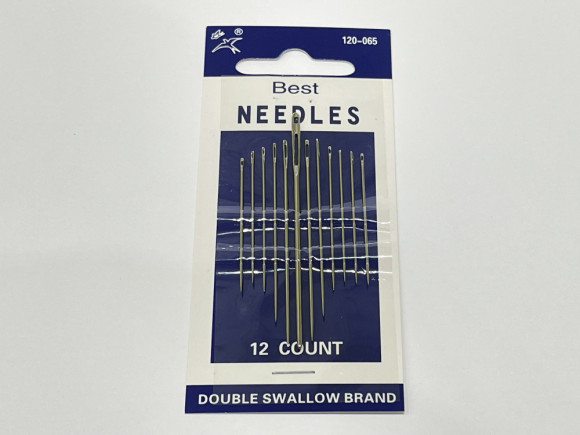 ®
120-065
Best
NEEDLES
12 COUNT
DOUBLE SWALLOW BRAND